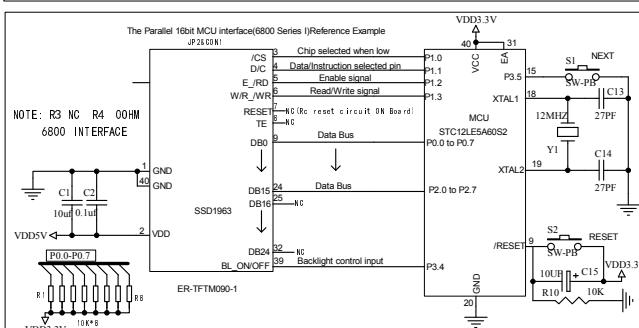 The Parallel 16bit MCU interface(6800 Series I)Reference Example
JP2&CON1
VDD3.3V
40
31
VCC
EA
3
/CS
Chip selected when low
P1.0
4
D/C
Data/Instruction selected pin
P1.1
5
E_/RD
Enable signal
P1.2
6
W/R_/WR
Read/Write signal
P1.3
7
RESET
NC(Rc reset circuit ON Board)
8
TE
NC
9
DB0
Data Bus
P0.0 to P0.7
MCU
STC12LE5A60S2
15
P3.5
S1
NEXT
SW-PB
18
XTAL1
C13
27PF
12MHZ
Y1
19
XTAL2
C14
27PF
NOTE: R3 NC R4 0OHM
6800 INTERFACE
1
GND
40
GND
C1
C2
10uf
0.1uf
VDD5V
2
VDD
SSD1963
24
DB15
Data Bus
P2.0 to P2.7
25
DB16
NC
32
DB24
NC
39
BL_ON/OFF
Backlight control input
P3.4
ER-TFTM090-1
P0.0-P0.7
R1
R8
10K*8
VDD3.3V
S2
RESET
9
/RESET
SW-PB
10UF
C15
VDD3.3
R10
10K
GND
20